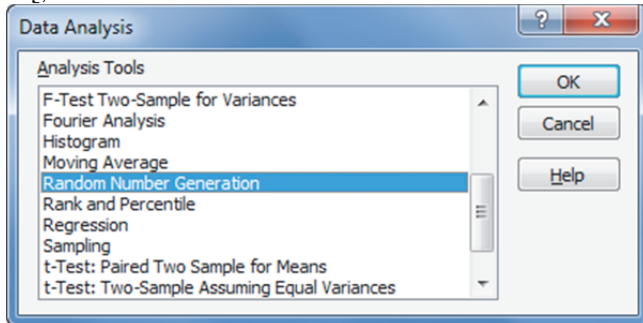 Data Analysis
Analysis Tools
F-Test Two-Sample for Variances
Fourier Analysis
Histogram
Moving Average
Random Number Generation
Rank and Percentile
Regression
Sampling
t-Test: Paired Two Sample for Means
t-Test: Two-Sample Assuming Equal Variances
OK
Cancel
Help